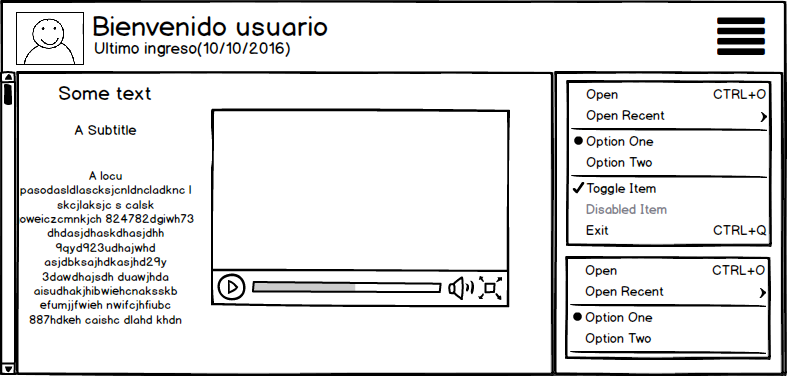 Bienvenido usuario
Ultimo ingreso(10/10/2016)
Some text
A Subtitle
A locu
pasodasldlascksjcnldncladknc l
skcjlaksjc s calsk
oweiczcmnkjch 824782dgiwh73
dhdasjdhaskdhasjdhh
9qyd923udhajwhd
asjdbksajhdkasjhd29y
3dawdhajsdh duawjhda
aisudhakjhibwiehcnaksskb
efumjjfwieh nwifcjhfiubc
887hdkeh caishc dlahd khdn
Open CTRL+O
Open Recent
Option One
Option Two
Toggle Item
Disabled Item
Exit CTRL+Q
Open CTRL+O
Open Recent
Option One
Option Two